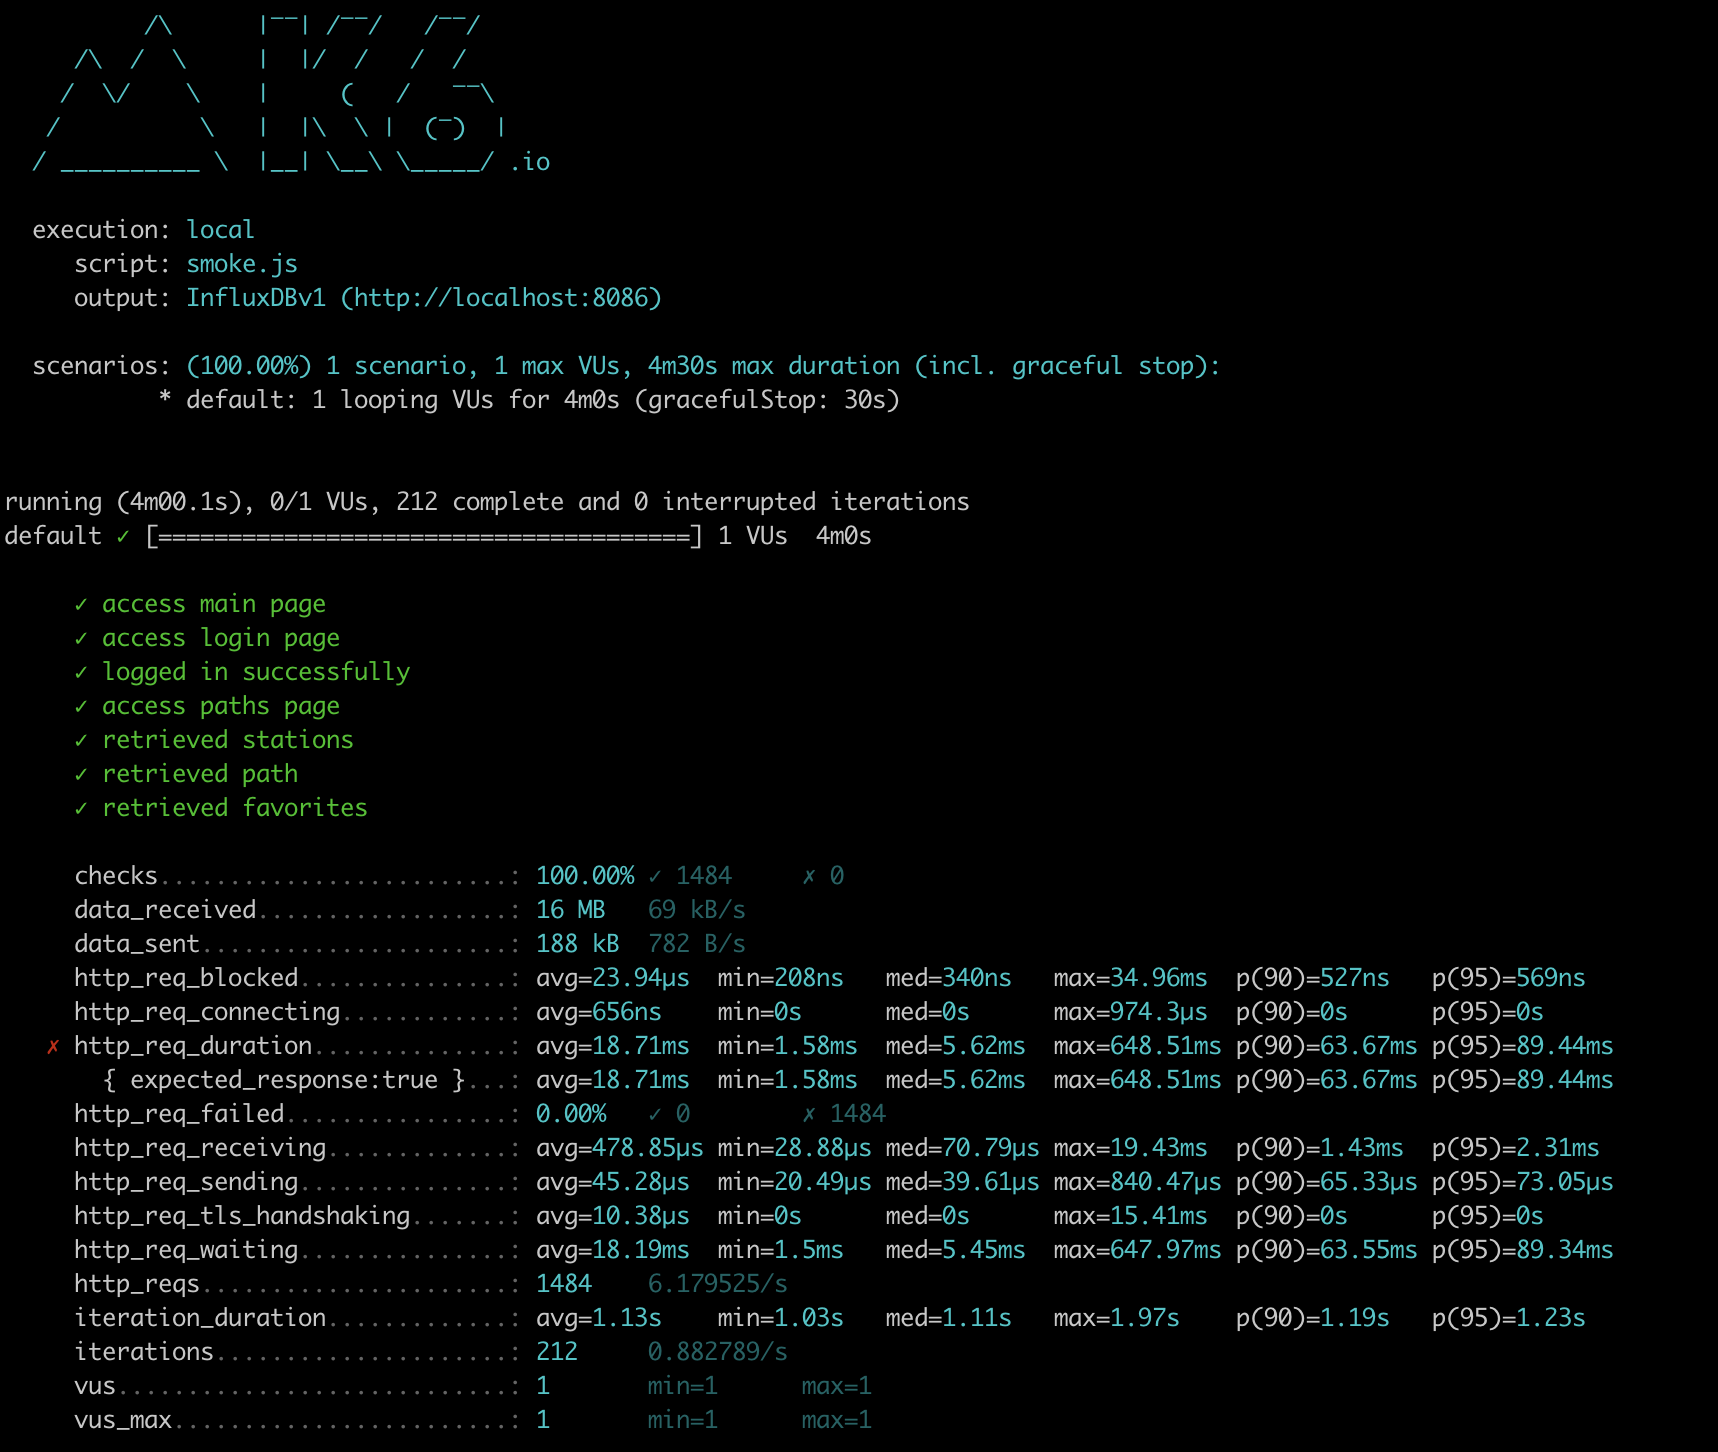 /\      |‾‾| /‾‾/   /‾‾/
     /\  /  \     |  |/  /   /  /
    /  \/    \    |     (   /   ‾‾\
   /          \   |  |\  \ |  (‾)  |
  / __________ \  |__| \__\ \_____/ .io

  execution: local
     script: smoke.js
     output: InfluxDBv1 (http://localhost:8086)

  scenarios: (100.00%) 1 scenario, 1 max VUs, 4m30s max duration (incl. graceful stop):
           * default: 1 looping VUs for 4m0s (gracefulStop: 30s)

running (4m00.1s), 0/1 VUs, 212 complete and 0 interrupted iterations
default ✓ [======================================] 1 VUs  4m0s

     ✓ access main page
     ✓ access login page
     ✓ logged in successfully
     ✓ access paths page
     ✓ retrieved stations
     ✓ retrieved path
     ✓ retrieved favorites

     checks.........................: 100.00% ✓ 1484     ✗ 0
     data_received..................: 16 MB   69 kB/s
     data_sent......................: 188 kB  782 B/s
     http_req_blocked...............: avg=23.94µs  min=208ns   med=340ns   max=34.96ms  p(90)=527ns   p(95)=569ns
     http_req_connecting............: avg=656ns    min=0s      med=0s      max=974.3µs  p(90)=0s      p(95)=0s
   ✗ http_req_duration..............: avg=18.71ms  min=1.58ms  med=5.62ms  max=648.51ms p(90)=63.67ms p(95)=89.44ms
       { expected_response:true }...: avg=18.71ms  min=1.58ms  med=5.62ms  max=648.51ms p(90)=63.67ms p(95)=89.44ms
     http_req_failed................: 0.00%   ✓ 0        ✗ 1484
     http_req_receiving.............: avg=478.85µs min=28.88µs med=70.79µs max=19.43ms  p(90)=1.43ms  p(95)=2.31ms
     http_req_sending...............: avg=45.28µs  min=20.49µs med=39.61µs max=840.47µs p(90)=65.33µs p(95)=73.05µs
     http_req_tls_handshaking.......: avg=10.38µs  min=0s      med=0s      max=15.41ms  p(90)=0s      p(95)=0s
     http_req_waiting...............: avg=18.19ms  min=1.5ms   med=5.45ms  max=647.97ms p(90)=63.55ms p(95)=89.34ms
     http_reqs......................: 1484    6.179525/s
     iteration_duration.............: avg=1.13s    min=1.03s   med=1.11s   max=1.97s    p(90)=1.19s   p(95)=1.23s
     iterations.....................: 212     0.882789/s
     vus............................: 1       min=1      max=1
     vus_max........................: 1       min=1      max=1